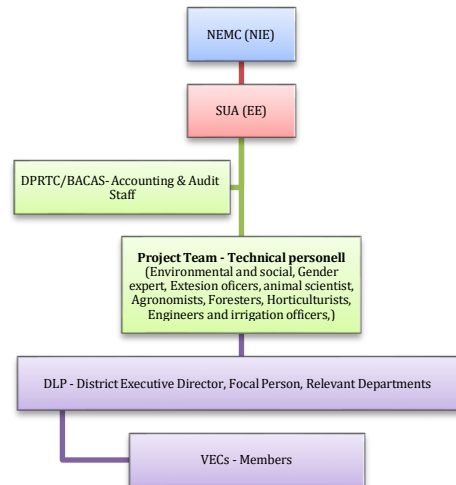 NEMC (NIE)
SUA (EE)
DPRTC/BACAS- Accounting & Audit
Staff
Project Team - Technical personell
(Environmental and social, Gender
expert, Extesion oficers, animal scientist,
Agronomists, Foresters, Horticulturists,
Engineers and irrigation officers,)
DLP - District Executive Director, Focal Person, Relevant Departments
VECs - Members